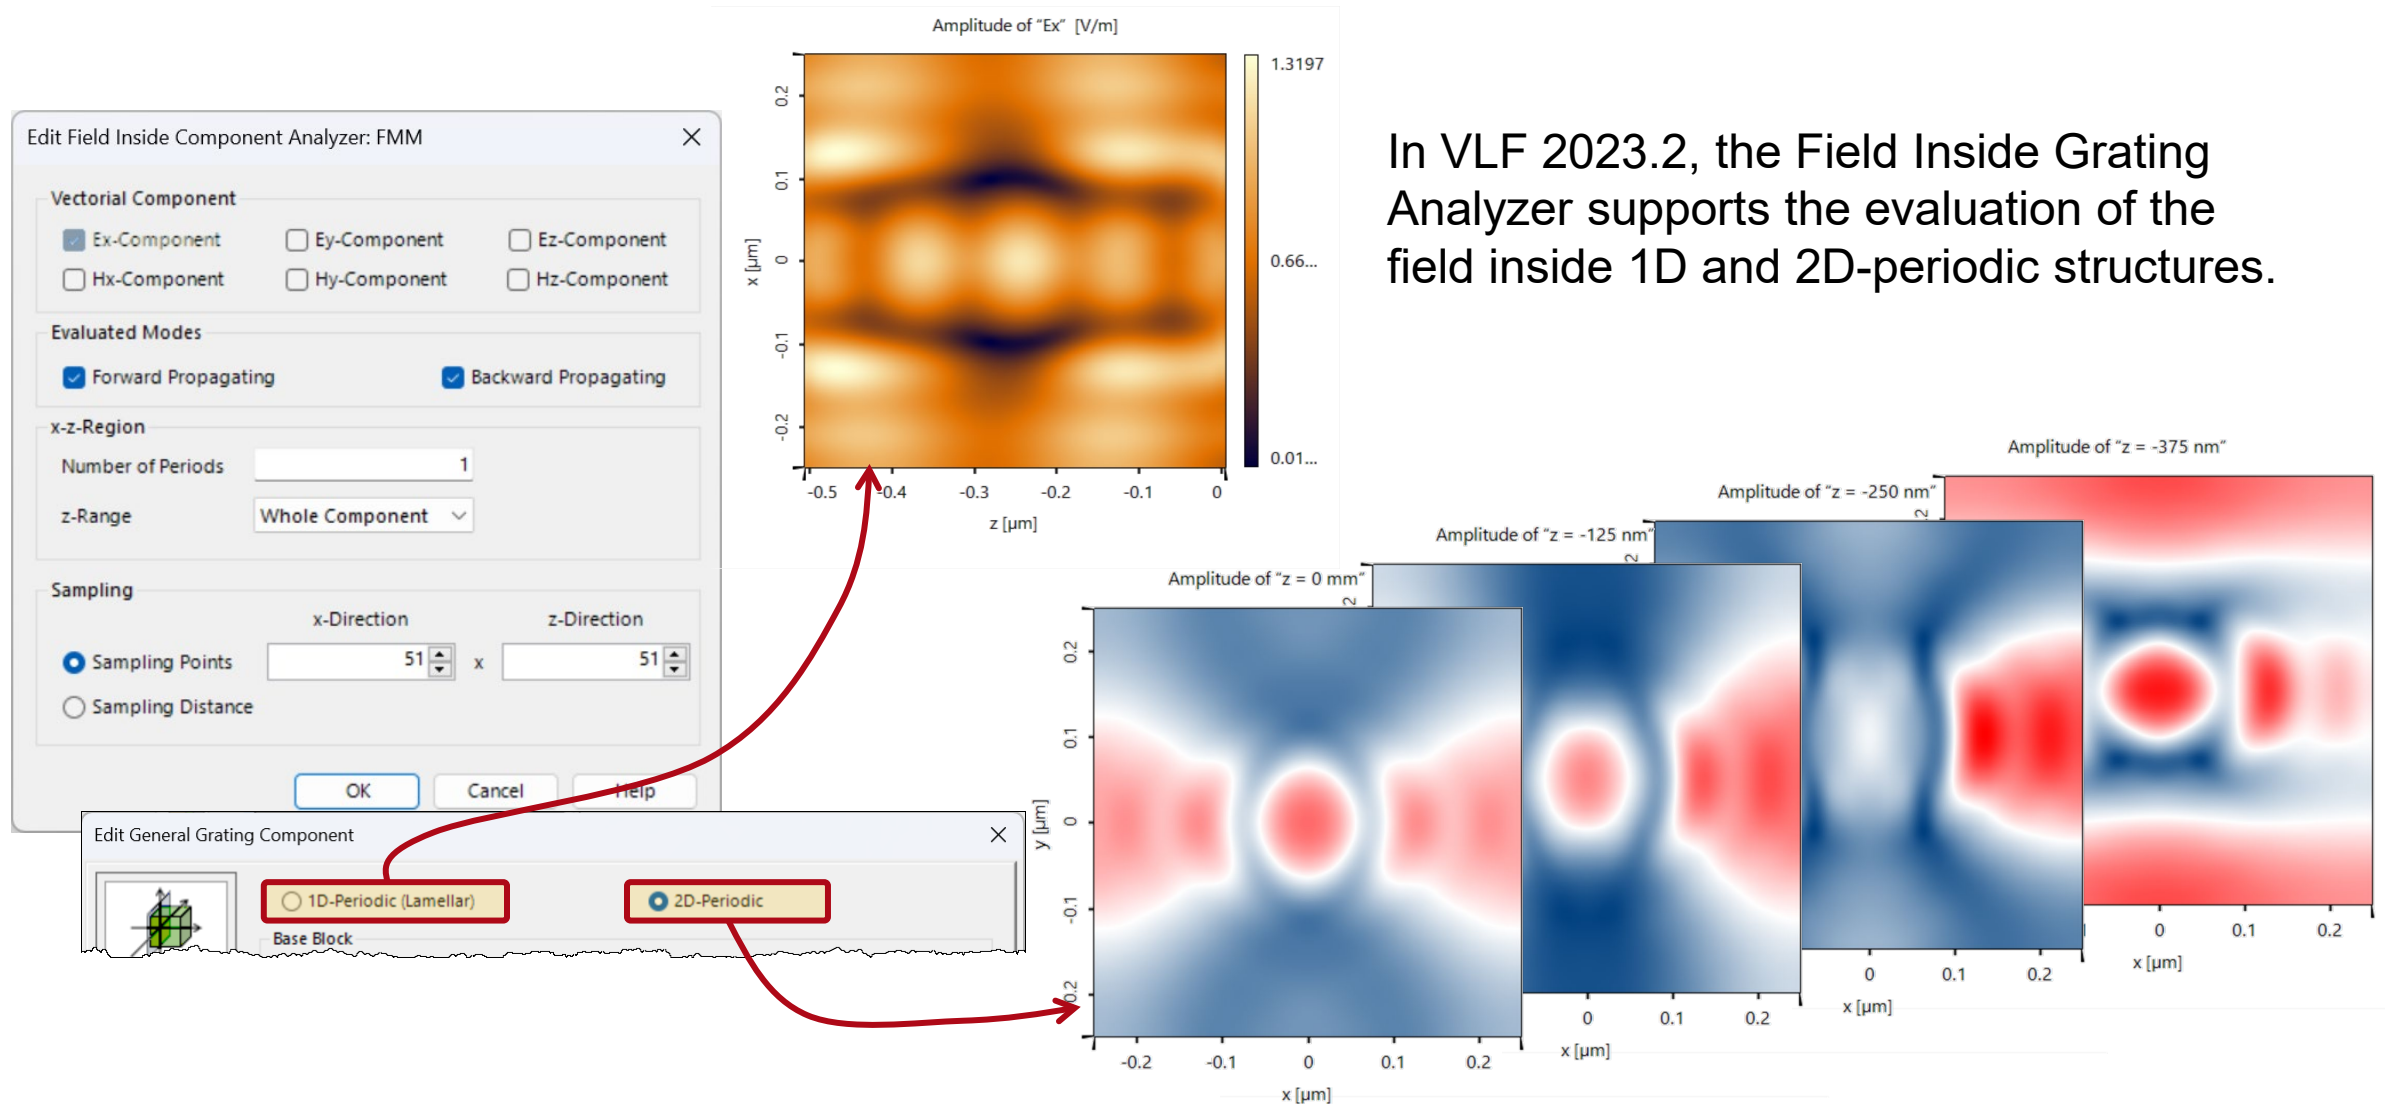 Amplitude of "Ex" [V/m]
1.3197
0.66...
0.01...
0.2
0.1
0
-0.1
-0.2
x [µm]
-0.5
-0.4
-0.3
-0.2
-0.1
0
z [µm]
In VLF 2023.2, the Field Inside Grating
Analyzer supports the evaluation of the
field inside 1D and 2D-periodic structures.
Edit Field Inside Component Analyzer: FMM
Vectorial Component
Ex-Component
Ey-Component
Ez-Component
Hx-Component
Hy-Component
Hz-Component
Evaluated Modes
Forward Propagating
Backward Propagating
x-z-Region
Number of Periods
1
z-Range
Whole Component
Sampling
x-Direction
z-Direction
Sampling Points
51
x
51
Sampling Distance
OK
Cancel
Help
Edit General Grating Component
1D-Periodic (Lamellar)
2D-Periodic
Base Block
Amplitude of "z = 0 mm"
0.2
0.1
0
-0.1
0.2
y [µm]
-0.2
-0.1
0
0.1
0.2
x [µm]
Amplitude of "z = -125 nm"
2
0
0.1
0.2
x [µm]
Amplitude of "z = -250 nm"
2
0
0.1
0.2
x [µm]
Amplitude of "z = -375 nm"
2
0
0.1
0.2
x [µm]